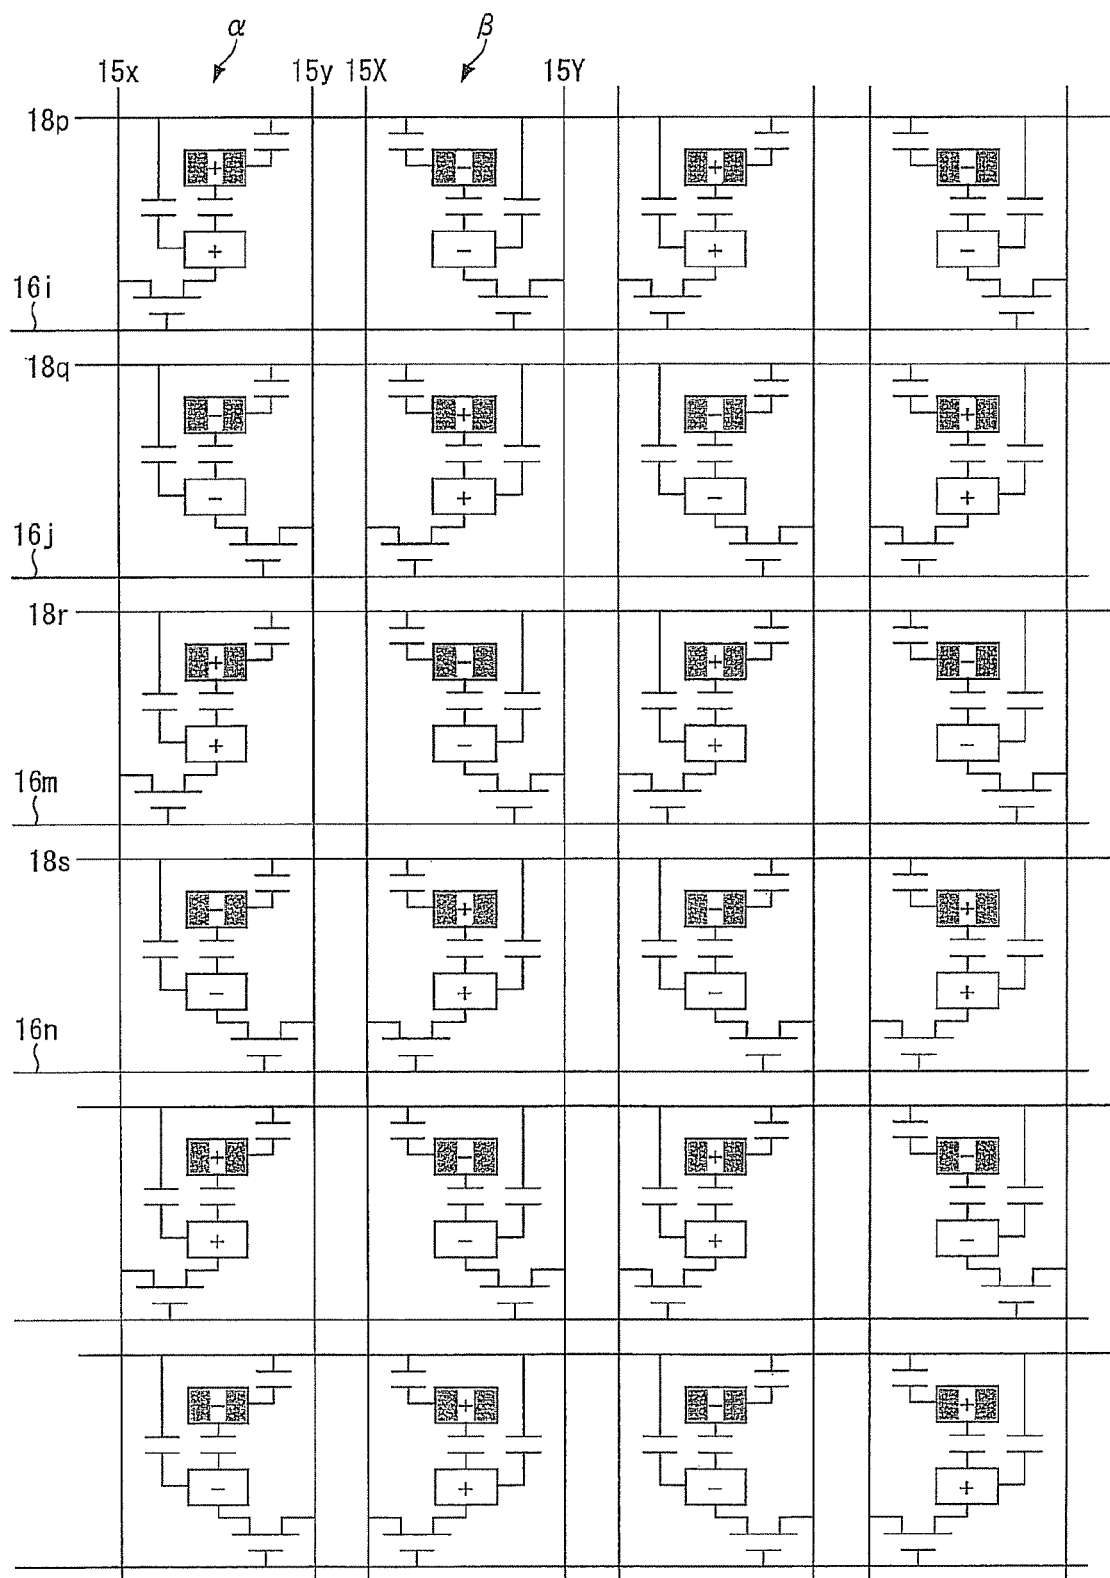 α β
15x 15y 15X 15Y
18p
+ - + -
+ - + -
16i
18q
- + - +
- + - +
16j
18r
+ - + -
+ - + -
16m
18s
- + - +
- + - +
16n
+ - + -
+ - + -
- + - +
- + - +